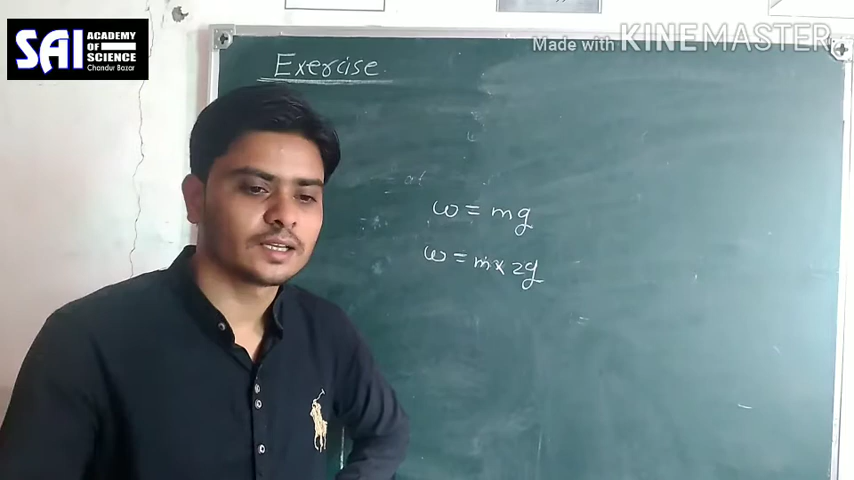 SAI ACADEMY
OF
SCIENCE
Chandur Bazar
Made with KINEMASTER
Exercise
ω = mg
ω = m × 2g